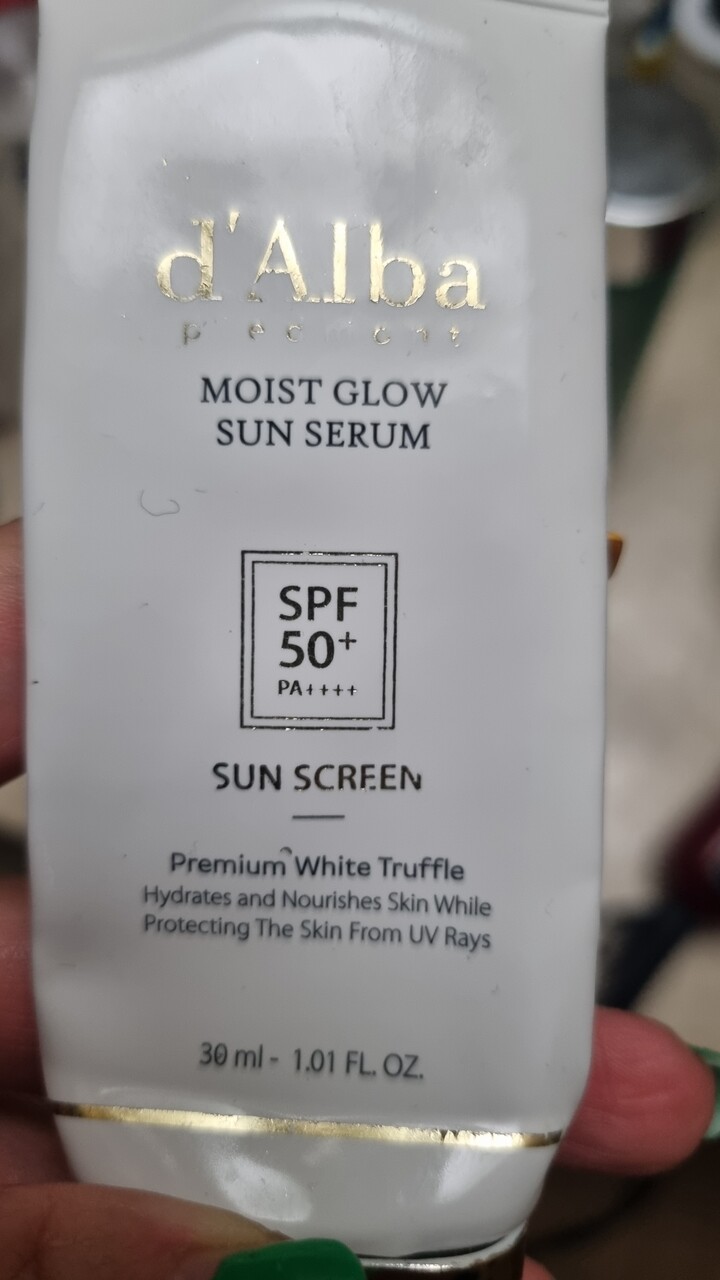 d'Alba
MOIST GLOW
SUN SERUM
SPF
50+
PA++++
SUN SCREEN
Premium White Truffle
Hydrates and Nourishes Skin While
Protecting The Skin From UV Rays
30 ml - 1.01 FL. OZ.